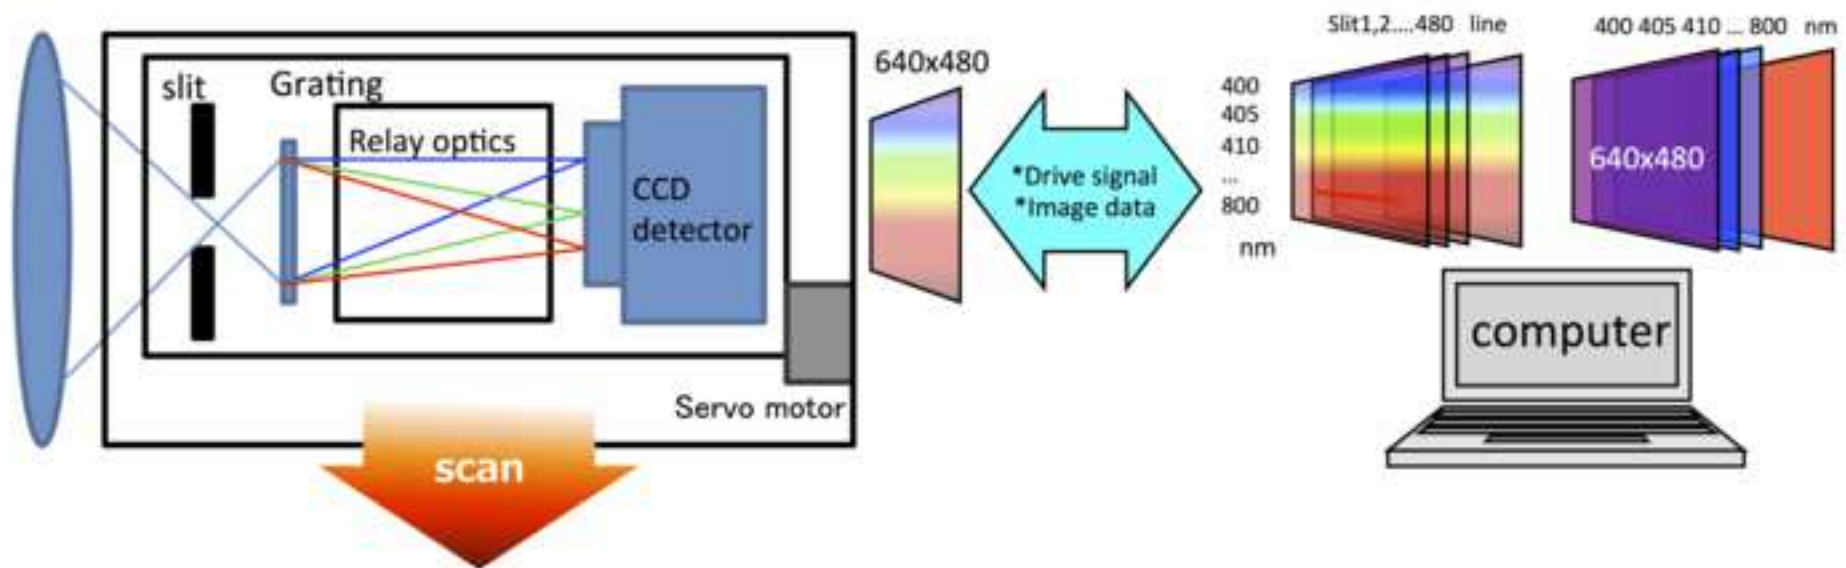 slit
Grating
Relay optics
CCD
detector
Servo motor
scan
640x480
*Drive signal
*Image data
Slit1,2....480 line
400
405
410
...
800
nm
400 405 410 ... 800 nm
640x480
computer